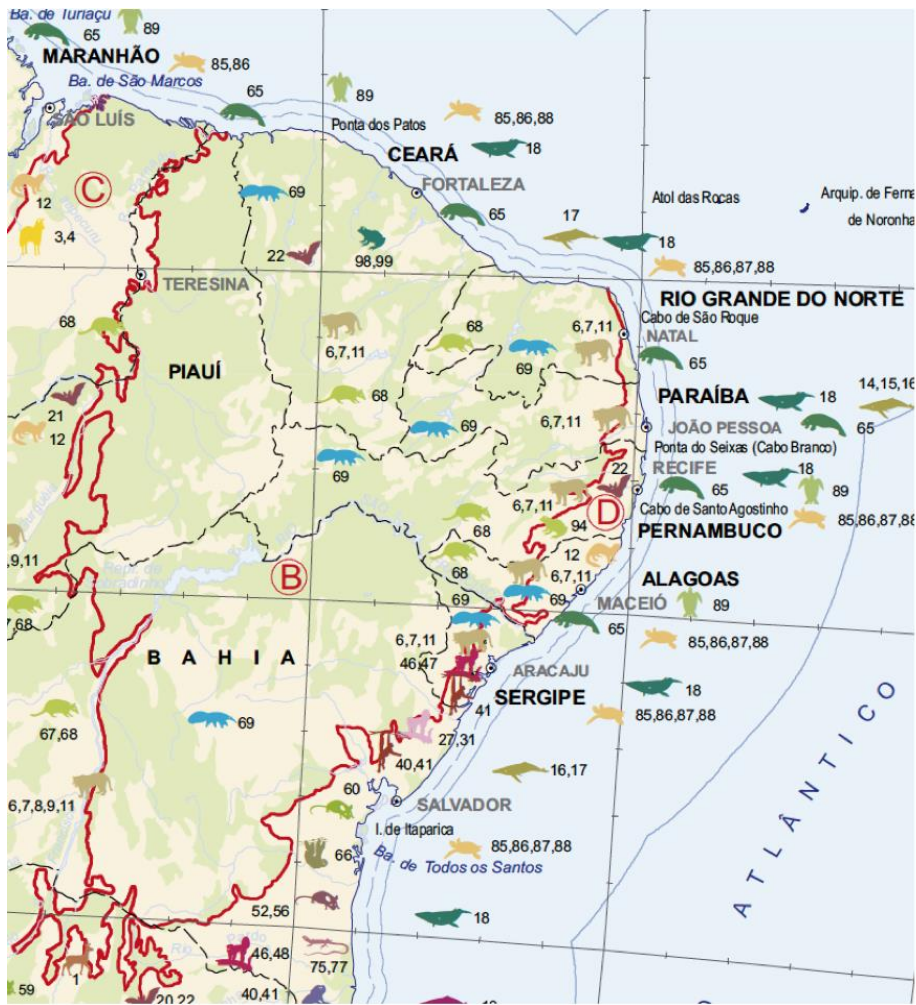 Ba. de Turiaçu
89
65
MARANHÃO
85,86
Ba. de São Marcos
65
89
SÃO LUÍS
Ponta dos Patos
85,86,88
18
CEARÁ
C
69
FORTALEZA
Atol das Rocas
Arquip. de Ferna
de Noronha
12
65
17
18
3,4
22
98,99
85,86,87,88
TERESINA
RIO GRANDE DO NORTE
Cabo de São Roque
68
6,7,11
NATAL
68
6,7,11
69
65
PIAUÍ
PARAÍBA
18
14,15,16
68
21
12
69
6,7,11
JOÃO PESSOA
65
Ponta do Seixas (Cabo Branco)
69
22
RECIFE
18
6,7,11
65
89
D
Cabo de Santo Agostinho
68
94
PERNAMBUCO
85,86,87,88
,9,11
12
B
68
6,7,11
ALAGOAS
69
69
MACEIÓ
89
7,68
65
6,7,11
85,86,87,88
BAHIA
46,47
ARACAJU
18
SERGIPE
41
67,68
69
85,86,87,88
27,31
40,41
16,17
60
6,7,8,9,11
SALVADOR
I. de Itaparica
66
85,86,87,88
Ba. de Todos os Santos
ATLÂNTICO
52,56
18
46,48
75,77
1
59
20,22
40,41